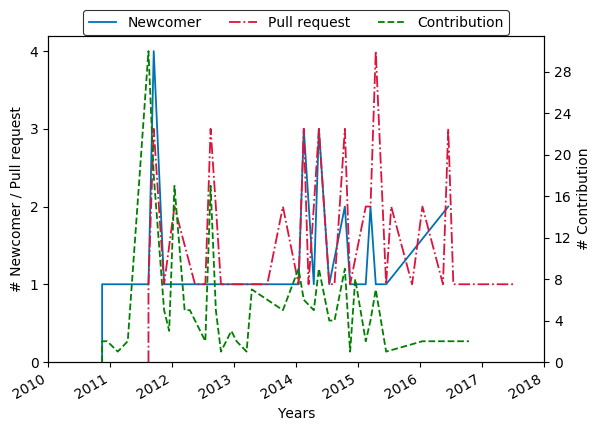 Newcomer Pull request Contribution
# Newcomer / Pull request
4
3
2
1
0
28
24
20
16
12
8
4
0
# Contribution
2010 2011 2012 2013 2014 2015 2016 2017 2018
Years